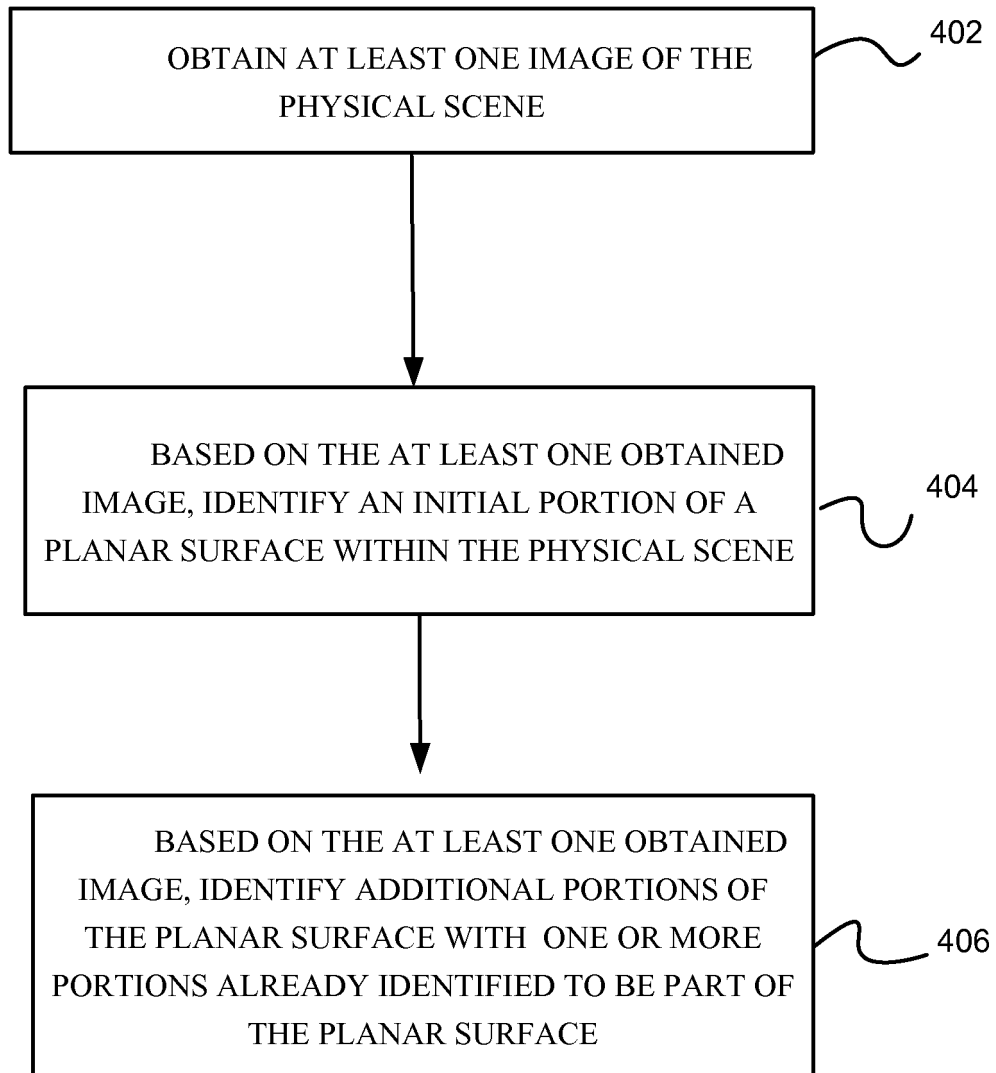 OBTAIN AT LEAST ONE IMAGE OF THE
PHYSICAL SCENE
402
BASED ON THE AT LEAST ONE OBTAINED
IMAGE, IDENTIFY AN INITIAL PORTION OF A
PLANAR SURFACE WITHIN THE PHYSICAL SCENE
404
BASED ON THE AT LEAST ONE OBTAINED
IMAGE, IDENTIFY ADDITIONAL PORTIONS OF
THE PLANAR SURFACE WITH ONE OR MORE
PORTIONS ALREADY IDENTIFIED TO BE PART OF
THE PLANAR SURFACE
406